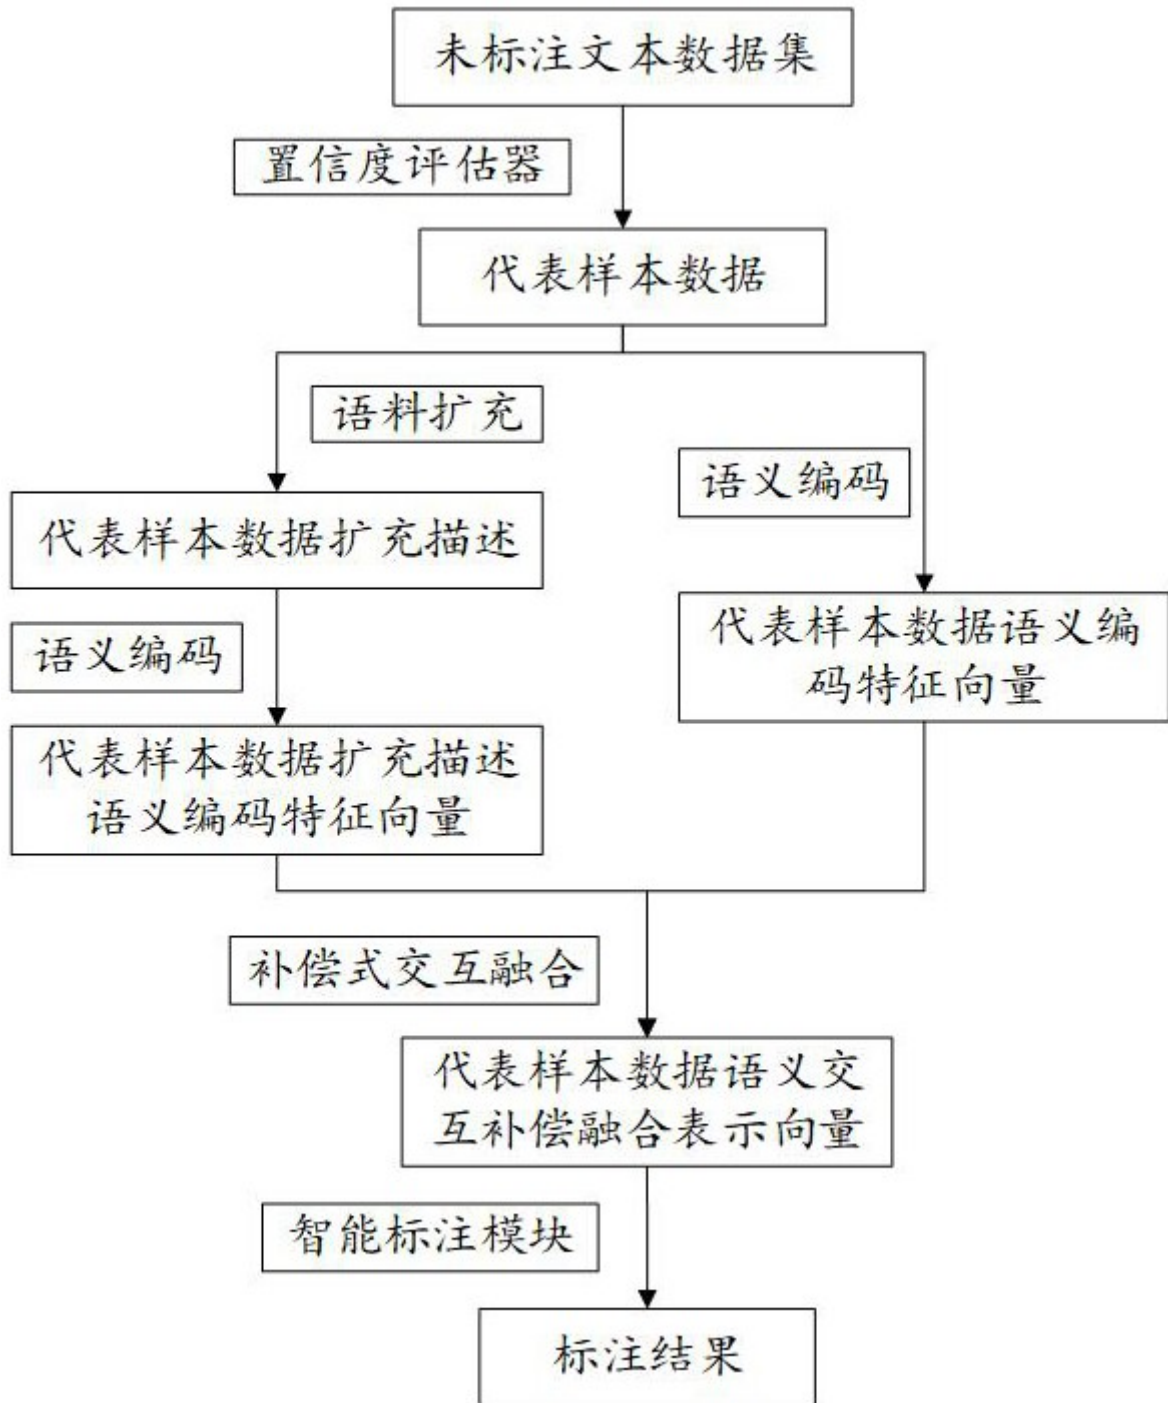 未标注文本数据集
置信度评估器
代表样本数据
语料扩充
语义编码
代表样本数据扩充描述
代表样本数据语义编
码特征向量
语义编码
代表样本数据扩充描述
语义编码特征向量
补偿式交互融合
代表样本数据语义交
互补偿融合表示向量
智能标注模块
标注结果